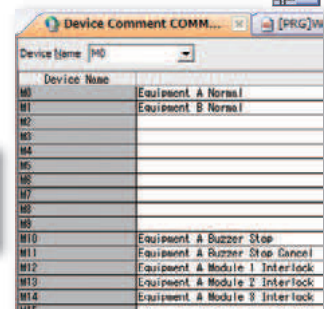 Device Comment COMM... [PRG]W
Device Name M0
Device Name
M0 Equipment A Normal
M1 Equipment B Normal
M2
M3
M4
M5
M6
M7
M8
M9
M10 Equipment A Buzzer Stop
M11 Equipment A Buzzer Stop Cancel
M12 Equipment A Module 1 Interlock
M13 Equipment A Module 2 Interlock
M14 Equipment A Module 3 Interlock
M15